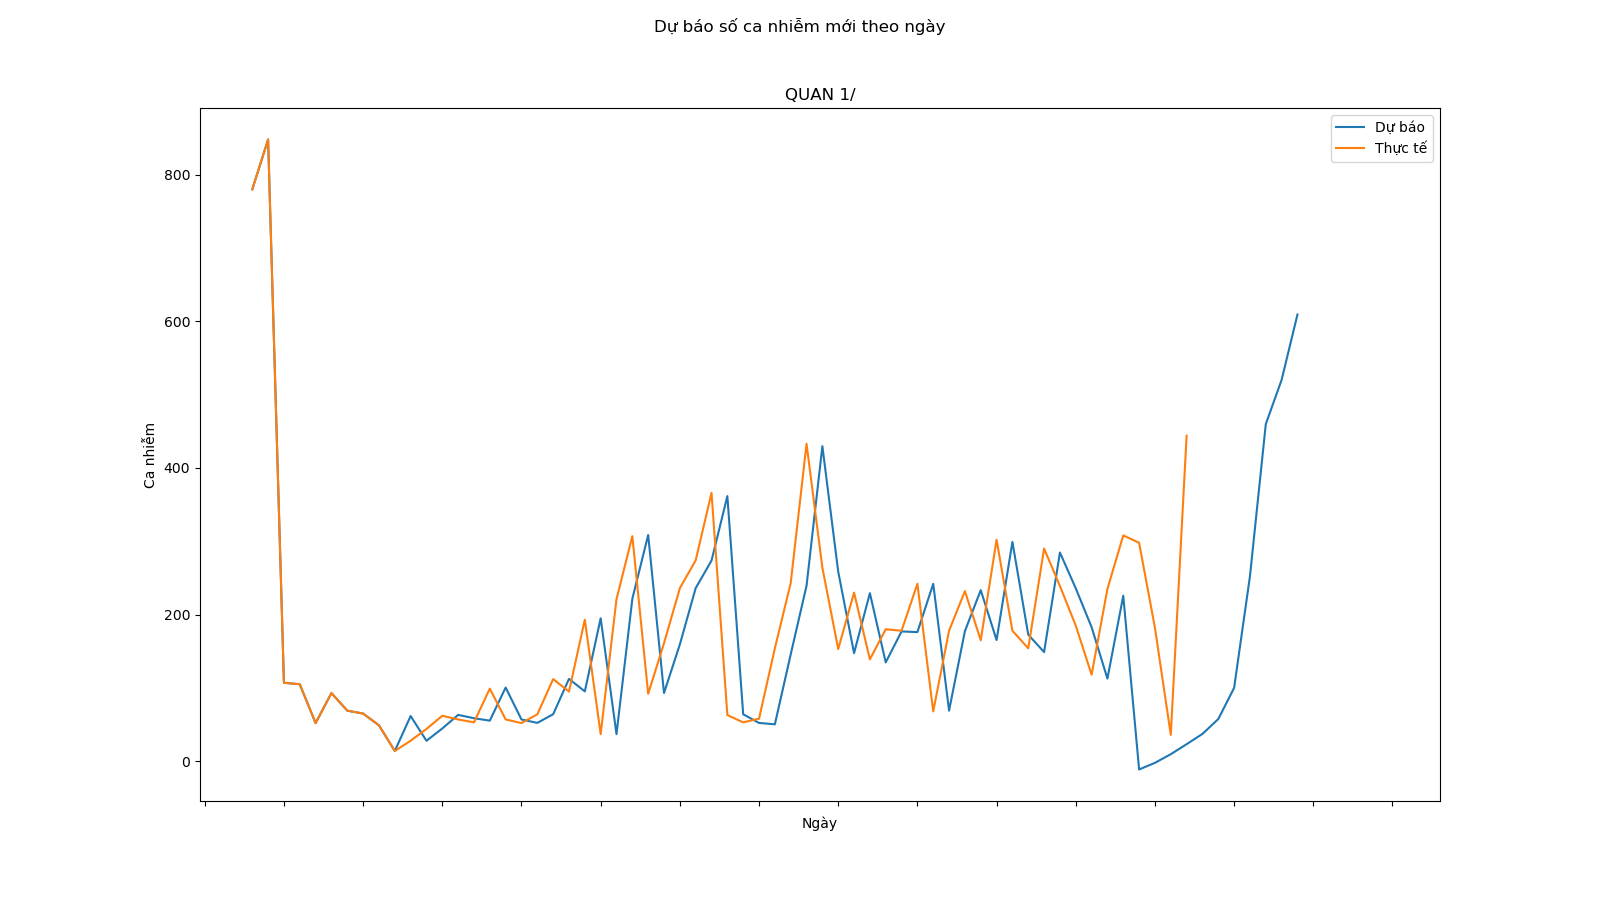 Dự báo số ca nhiễm mới theo ngày
QUAN 1/
Dự báo
Thực tế
800
600
400
200
0
Ca nhiễm
Ngày